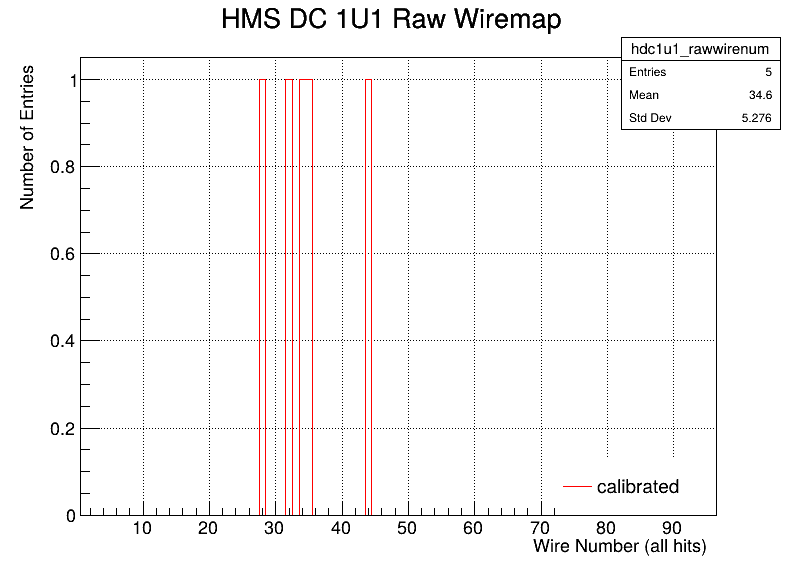 HMS DC 1U1 Raw Wiremap
hdc1u1_rawwirenum
Entries 5
Mean 34.6
Std Dev 5.276
Number of Entries
1
0.8
0.6
0.4
0.2
0
calibrated
10 20 30 40 50 60 70 80 90
Wire Number (all hits)